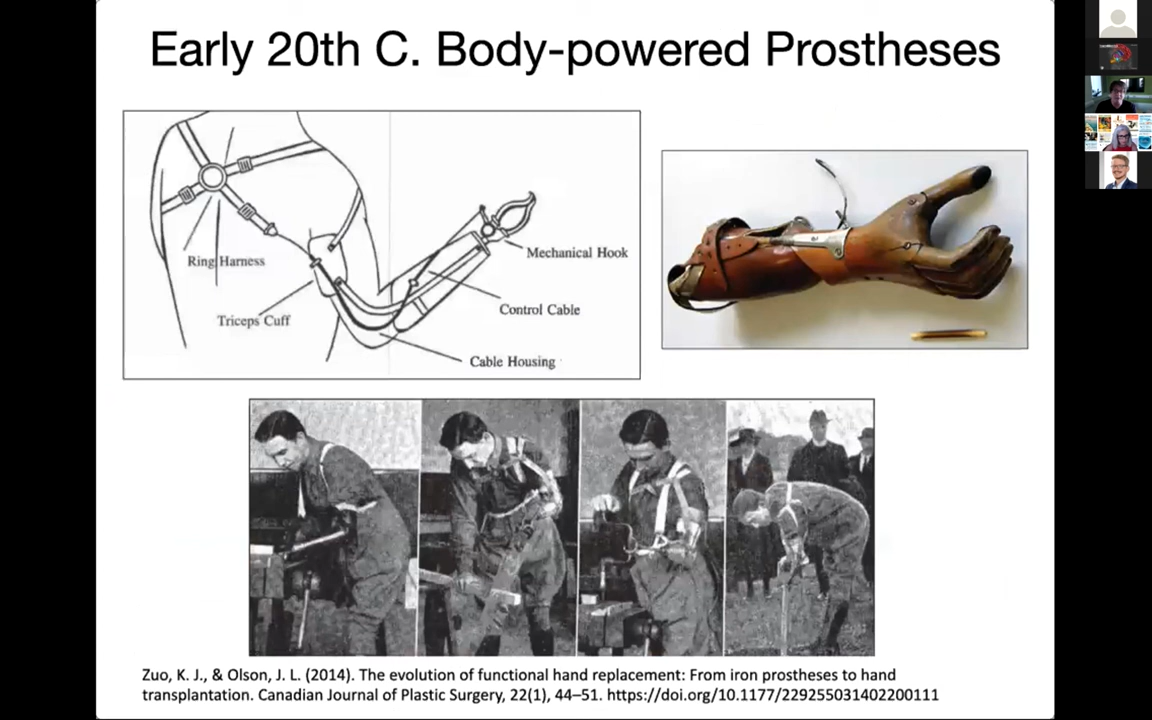 Early 20th C. Body-powered Prostheses
Ring Harness
Triceps Cuff
Mechanical Hook
Control Cable
Cable Housing
Zuo, K. J., & Olson, J. L. (2014). The evolution of functional hand replacement: From iron prostheses to hand
transplantation. Canadian Journal of Plastic Surgery, 22(1), 44–51. https://doi.org/10.1177/229255031402200111